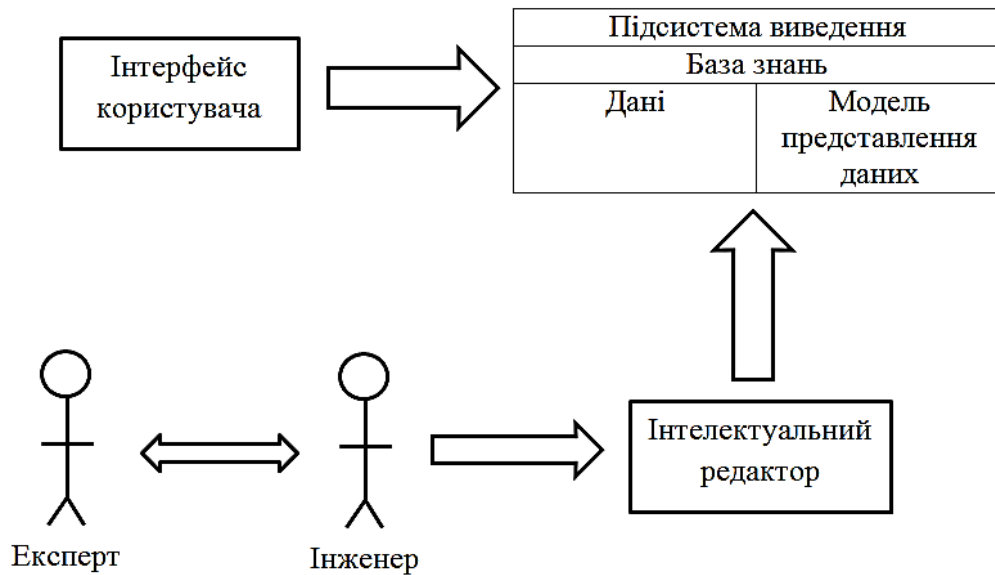 Інтерфейс
користувача
Підсистема виведення
База знань
Дані
Модель
представлення
даних
Експерт
Інженер
Інтелектуальний
редактор